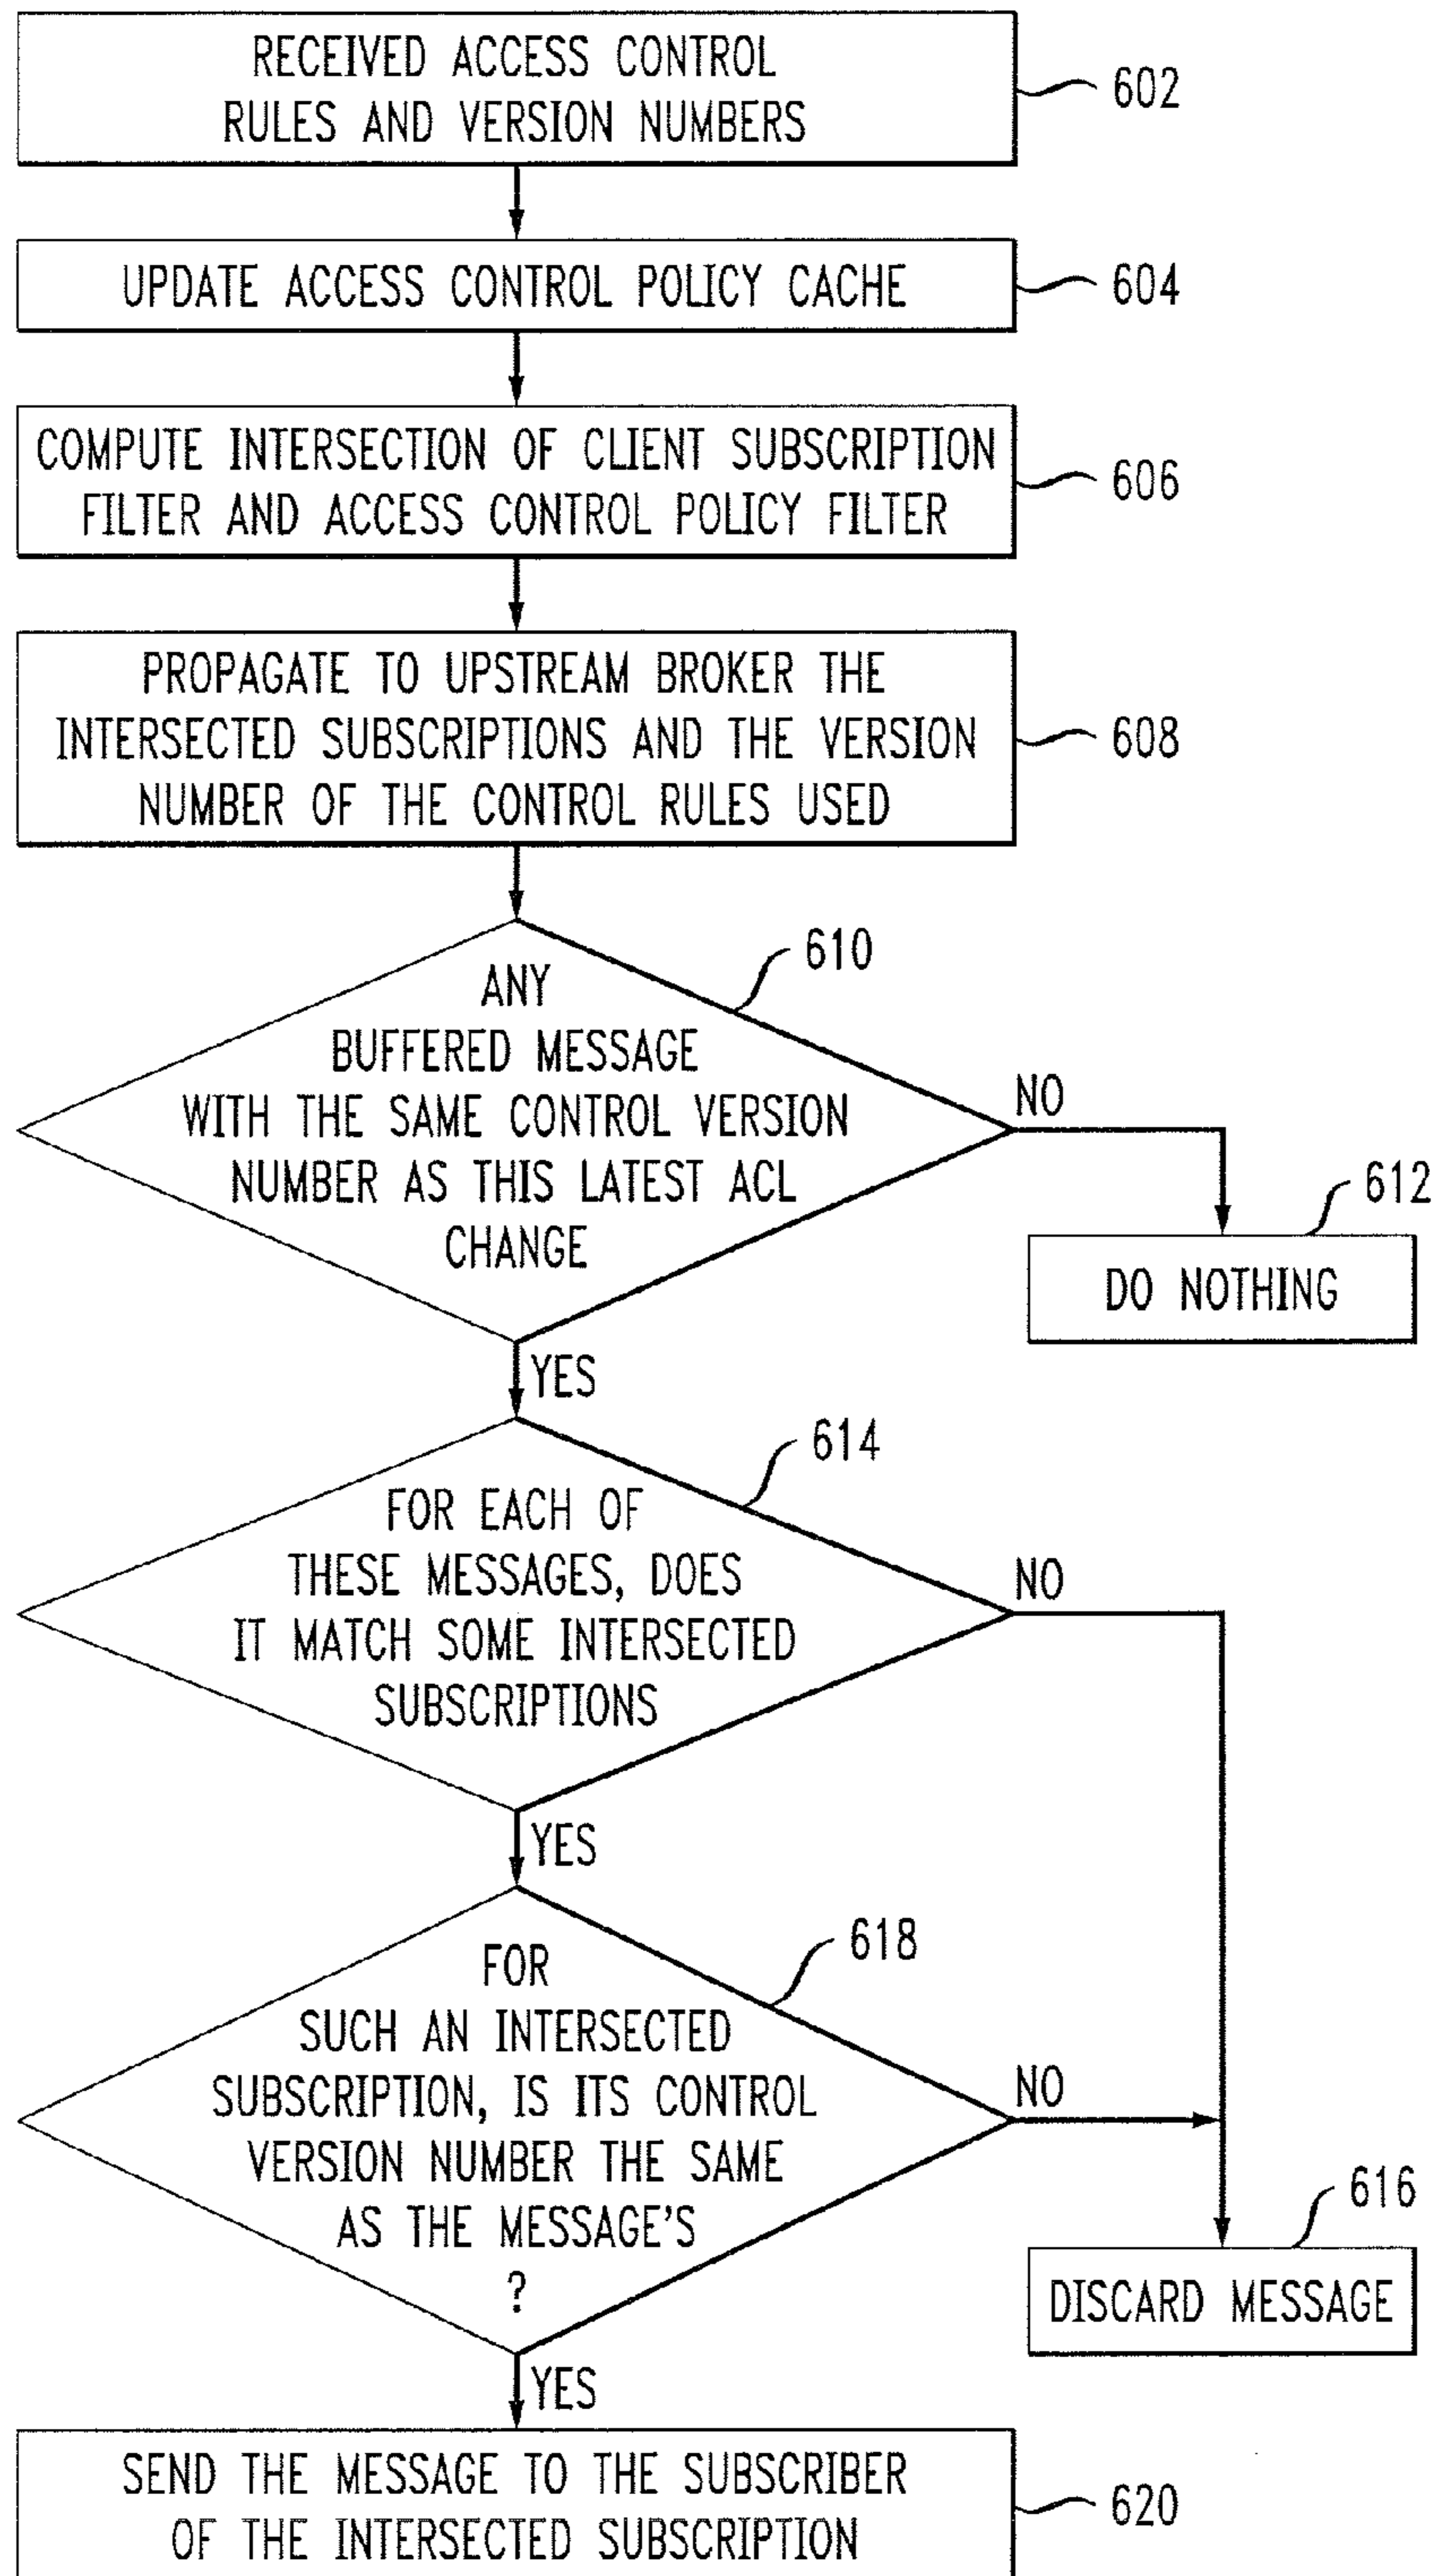 RECEIVED ACCESS CONTROL
RULES AND VERSION NUMBERS
602
UPDATE ACCESS CONTROL POLICY CACHE
604
COMPUTE INTERSECTION OF CLIENT SUBSCRIPTION
FILTER AND ACCESS CONTROL POLICY FILTER
606
PROPAGATE TO UPSTREAM BROKER THE
INTERSECTED SUBSCRIPTIONS AND THE VERSION
NUMBER OF THE CONTROL RULES USED
608
610
ANY
BUFFERED MESSAGE
WITH THE SAME CONTROL VERSION
NUMBER AS THIS LATEST ACL
CHANGE
NO
612
DO NOTHING
YES
614
FOR EACH OF
THESE MESSAGES, DOES
IT MATCH SOME INTERSECTED
SUBSCRIPTIONS
NO
YES
618
FOR
SUCH AN INTERSECTED
SUBSCRIPTION, IS ITS CONTROL
VERSION NUMBER THE SAME
AS THE MESSAGE'S
?
NO
616
DISCARD MESSAGE
YES
SEND THE MESSAGE TO THE SUBSCRIBER
OF THE INTERSECTED SUBSCRIPTION
620